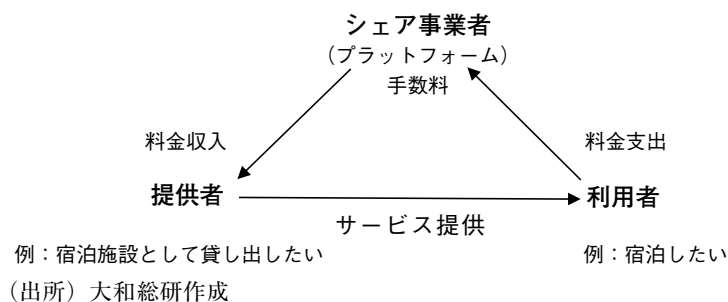 シェア事業者
（プラットフォーム）
手数料
料金収入
料金支出
提供者
利用者
サービス提供
例：宿泊施設として貸し出したい
例：宿泊したい
（出所）大和総研作成